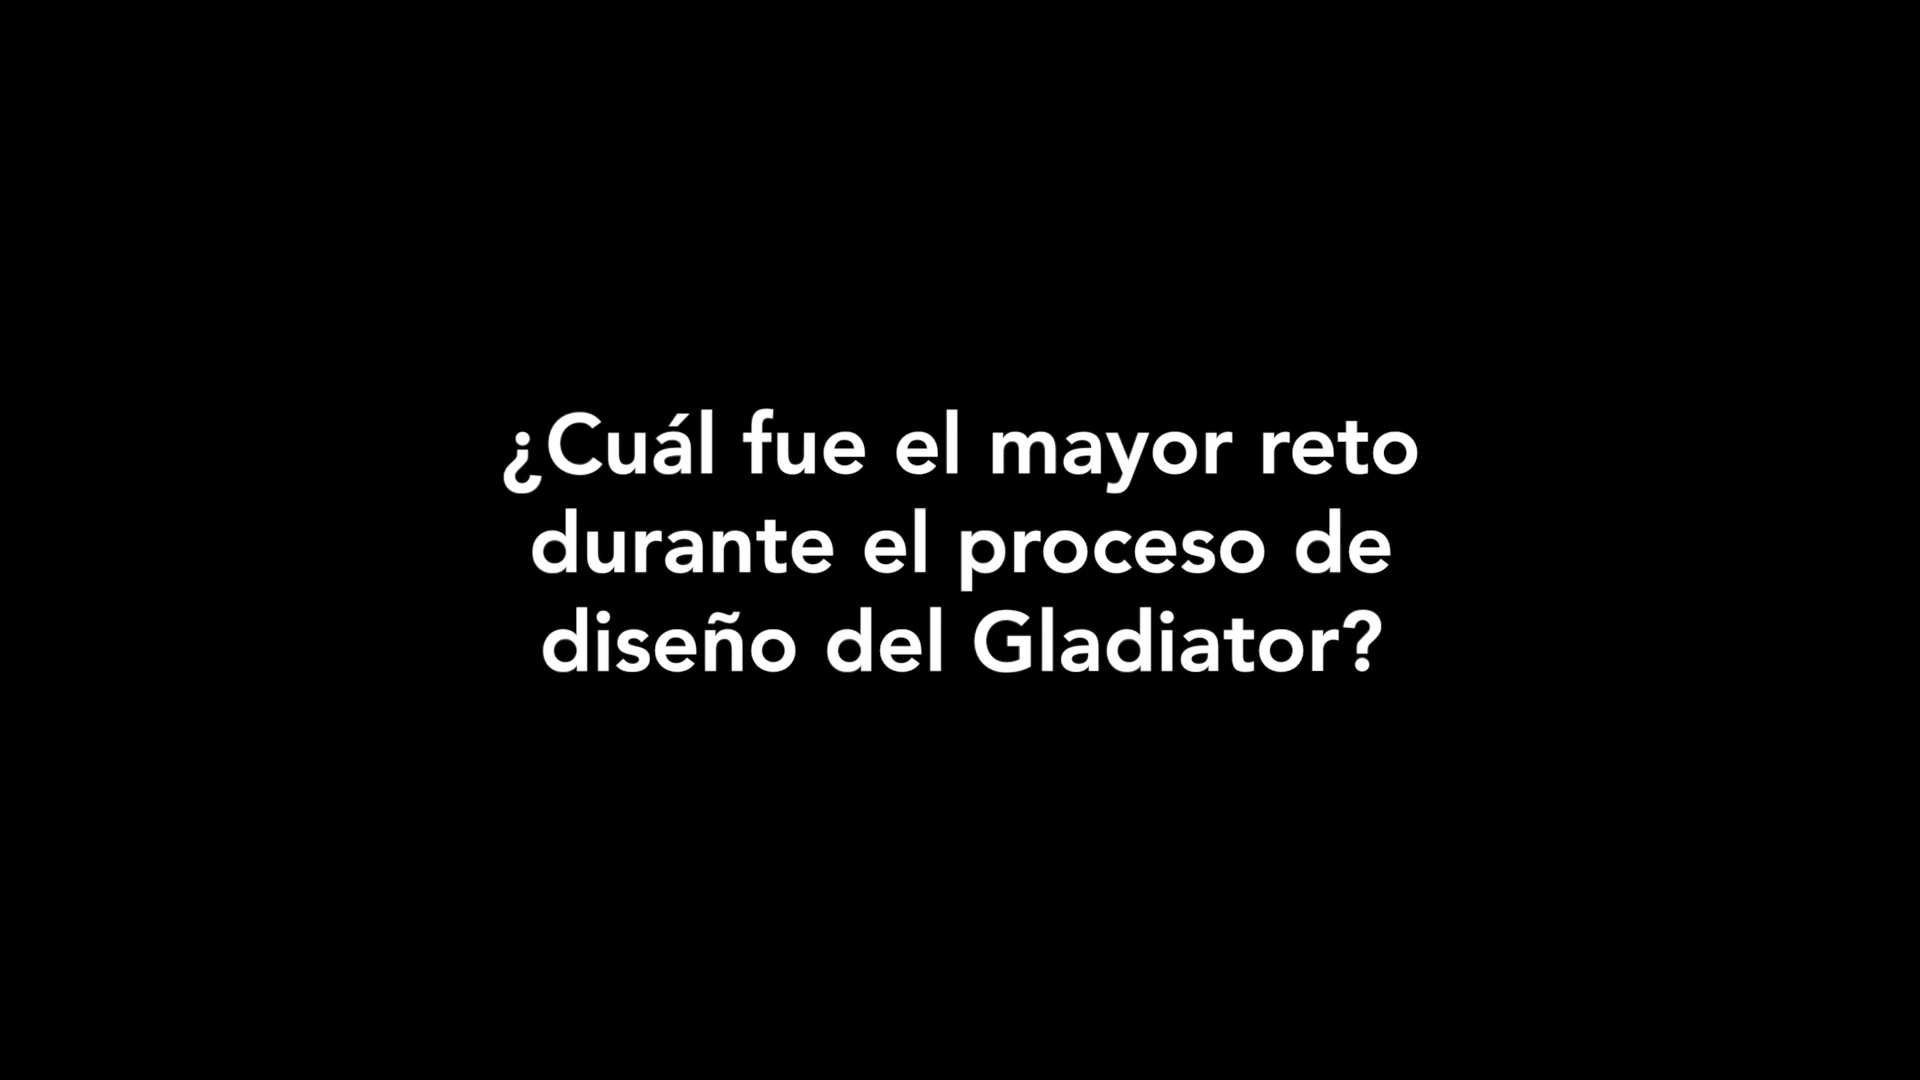 ¿Cuál fue el mayor reto
durante el proceso de
diseño del Gladiator?